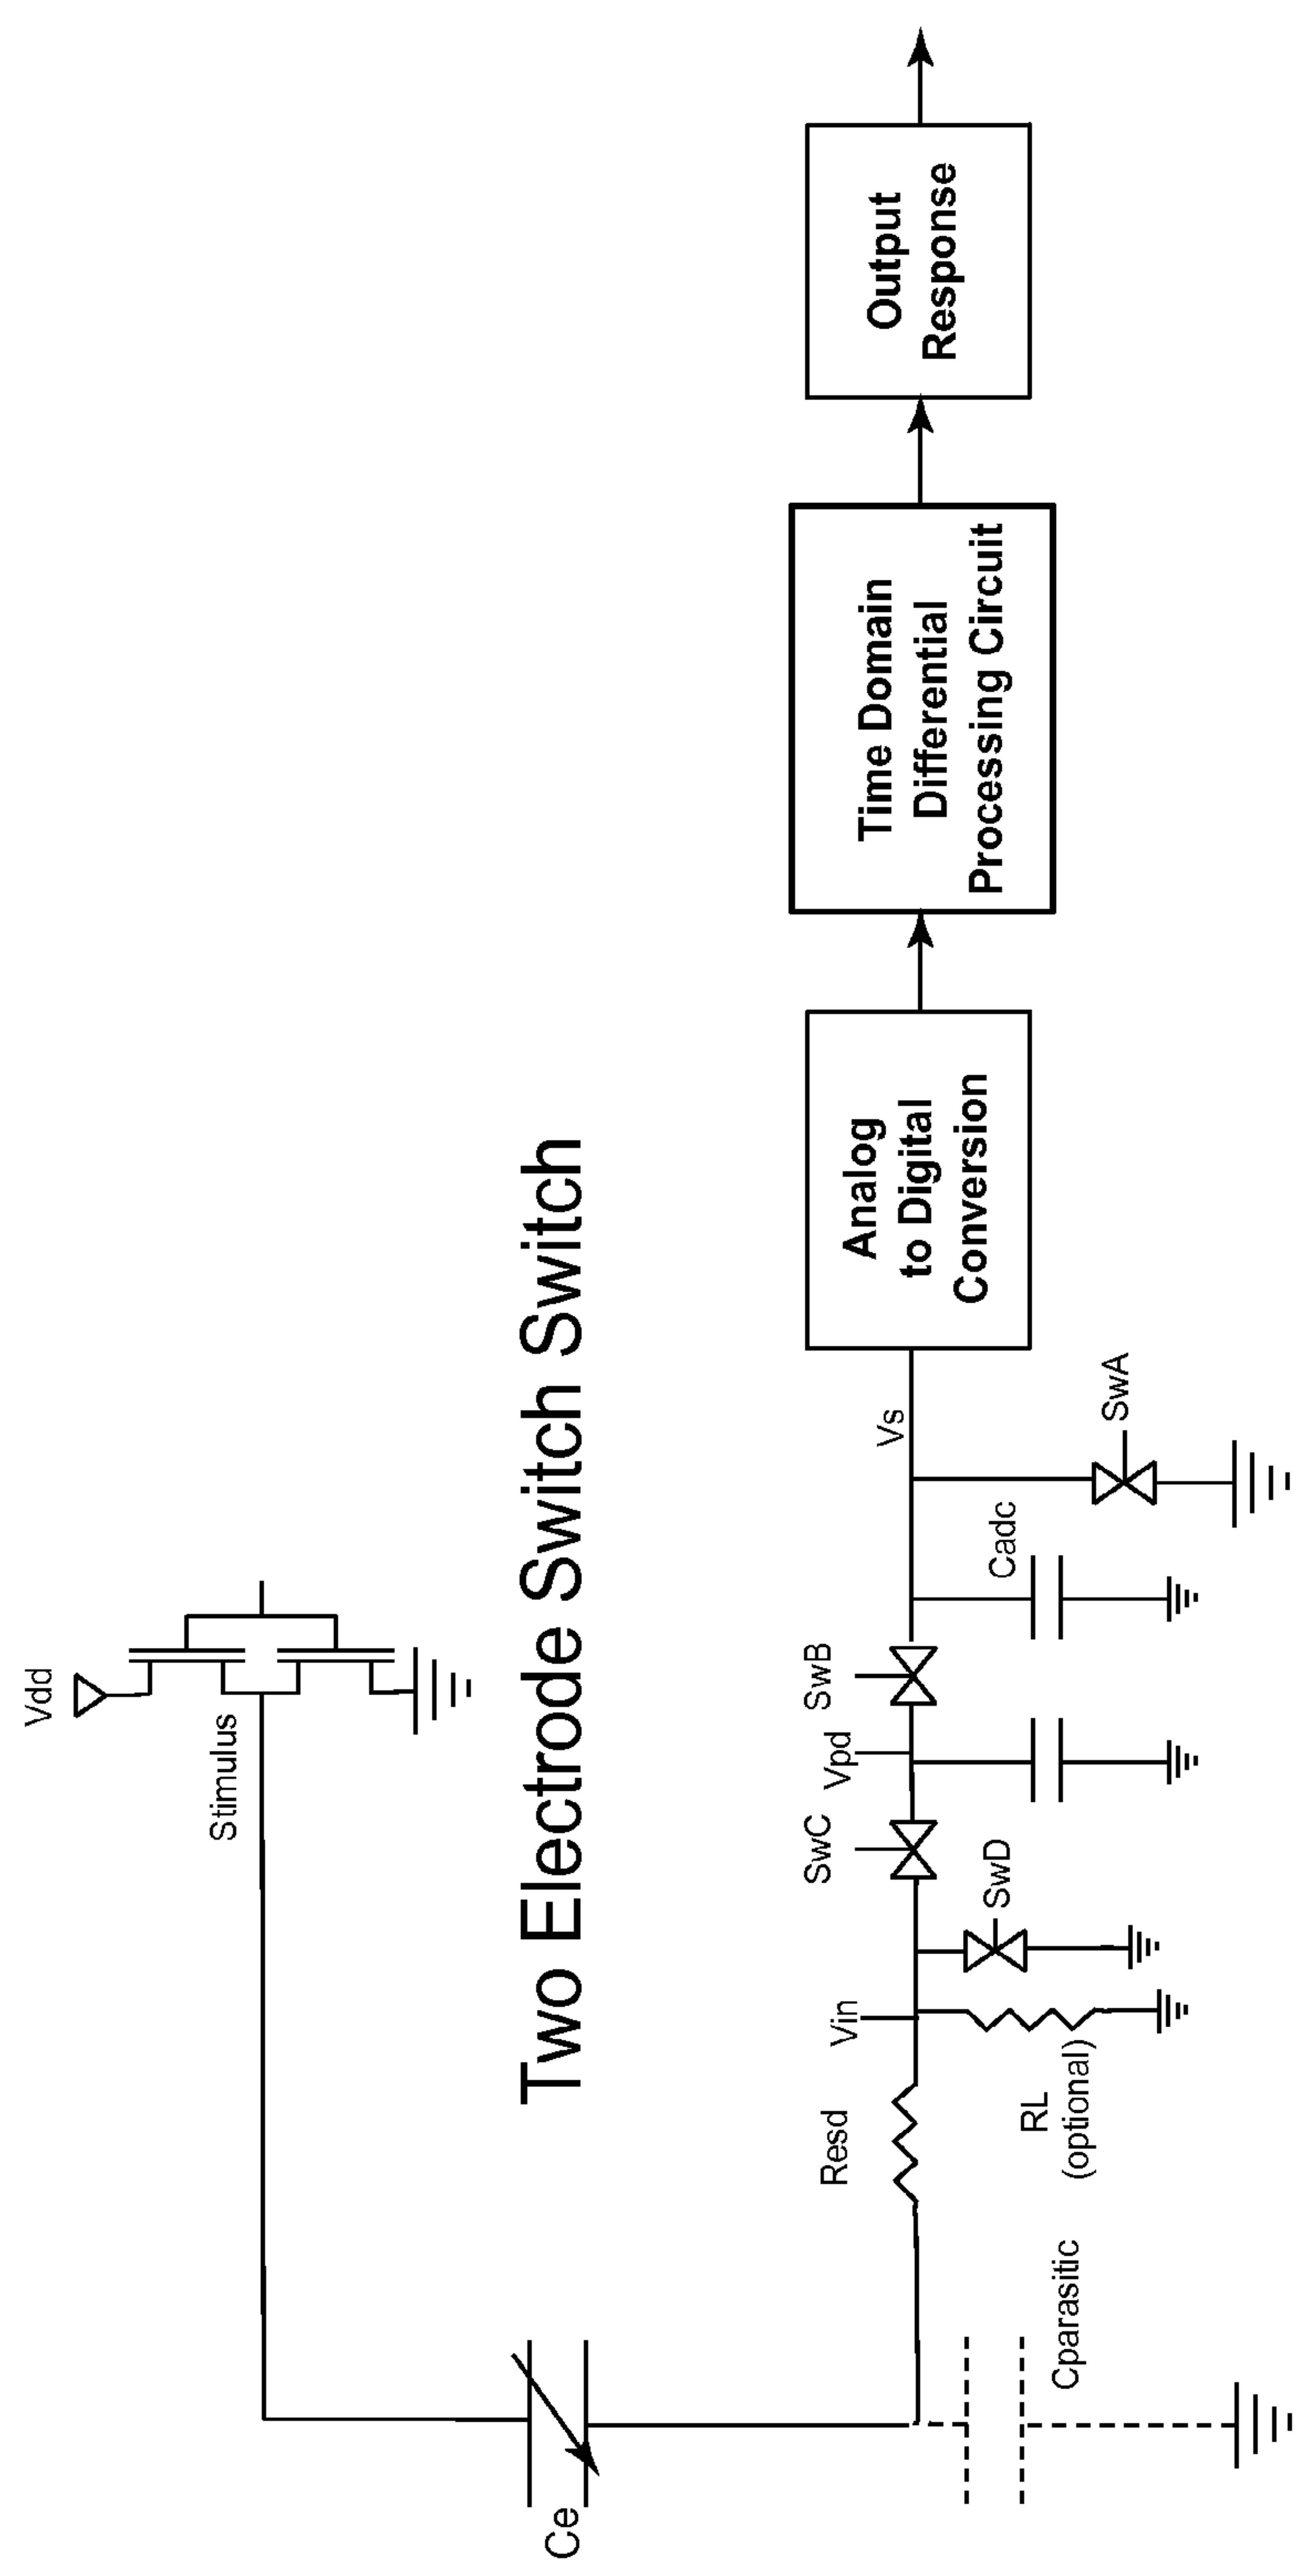 Vdd
Stimulus
Two Electrode Switch Switch
Ce
Cparasitic
Resd
Vin
RL
(optional)
SwD
SwC
Vpd
SwB
Cadc
Vs
SwA
Analog
to Digital
Conversion
Time Domain
Differential
Processing Circuit
Output
Response